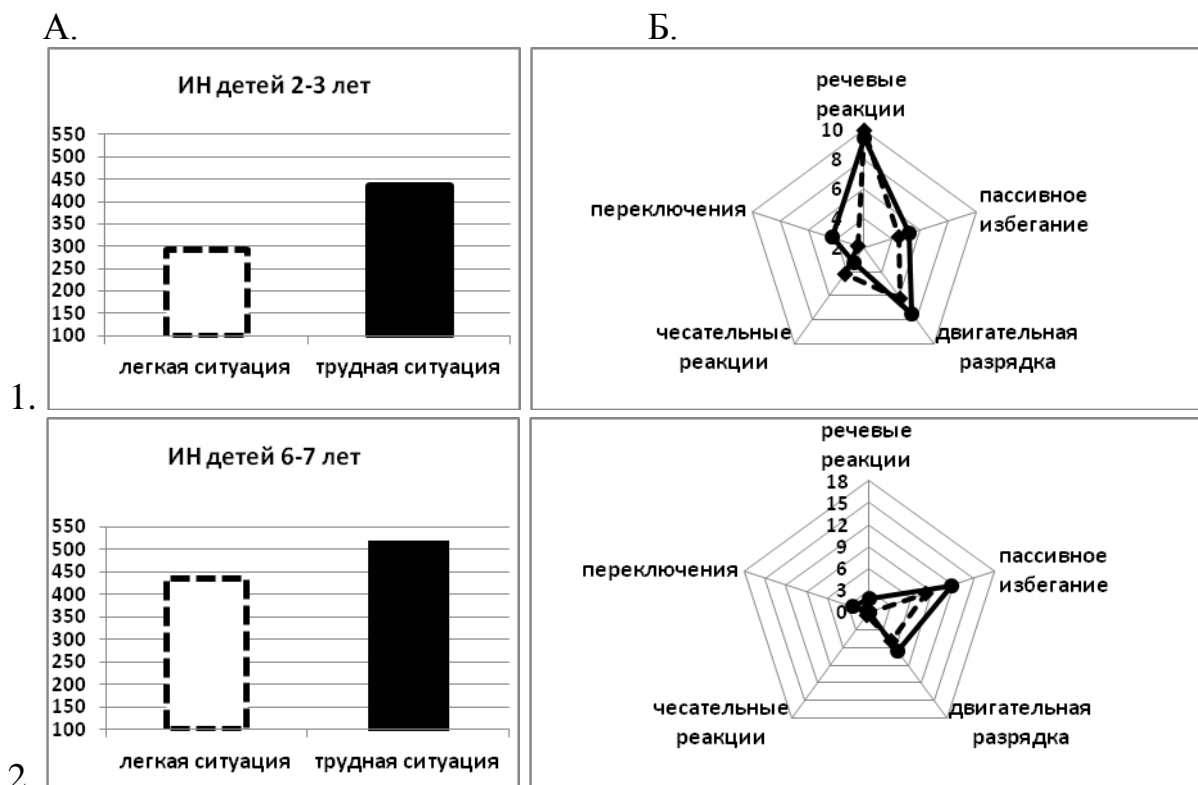 А.
Б.
1.
ИН детей 2-3 лет
550
500
450
400
350
300
250
200
150
100
легкая ситуация
трудная ситуация
речевые
реакции
10
8
6
4
2
пассивное
избегание
двигательная
разрядка
чесательные
реакции
переключения
2
ИН детей 6-7 лет
550
500
450
400
350
300
250
200
150
100
легкая ситуация
трудная ситуация
речевые
реакции
18
15
12
9
6
3
0
пассивное
избегание
двигательная
разрядка
чесательные
реакции
переключения